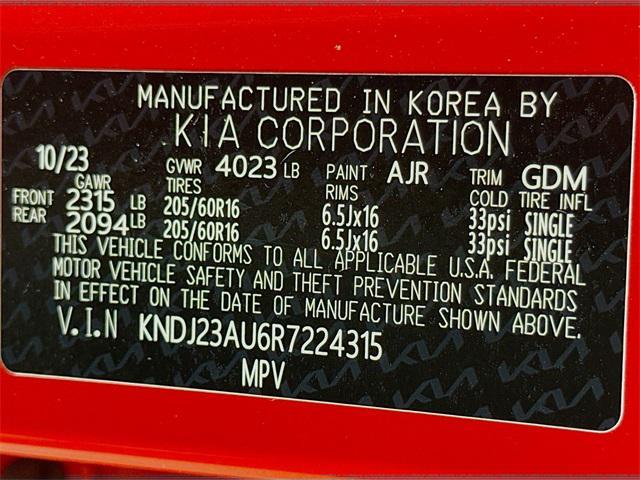 MANUFACTURED IN KOREA BY
KIA CORPORATION
10/23 GVWR 4023 LB PAINT AJR TRIM GDM
GAWR TIRES RIMS COLD TIRE INFL
FRONT 2315 LB 205/60R16 6.5Jx16 33psi SINGLE
REAR 2094 LB 205/60R16 6.5Jx16 33psi SINGLE
THIS VEHICLE CONFORMS TO ALL APPLICABLE U.S.A. FEDERAL
MOTOR VEHICLE SAFETY AND THEFT PREVENTION STANDARDS
IN EFFECT ON THE DATE OF MANUFACTURE SHOWN ABOVE.
V.I.N KNDJ23AU6R7224315
MPV